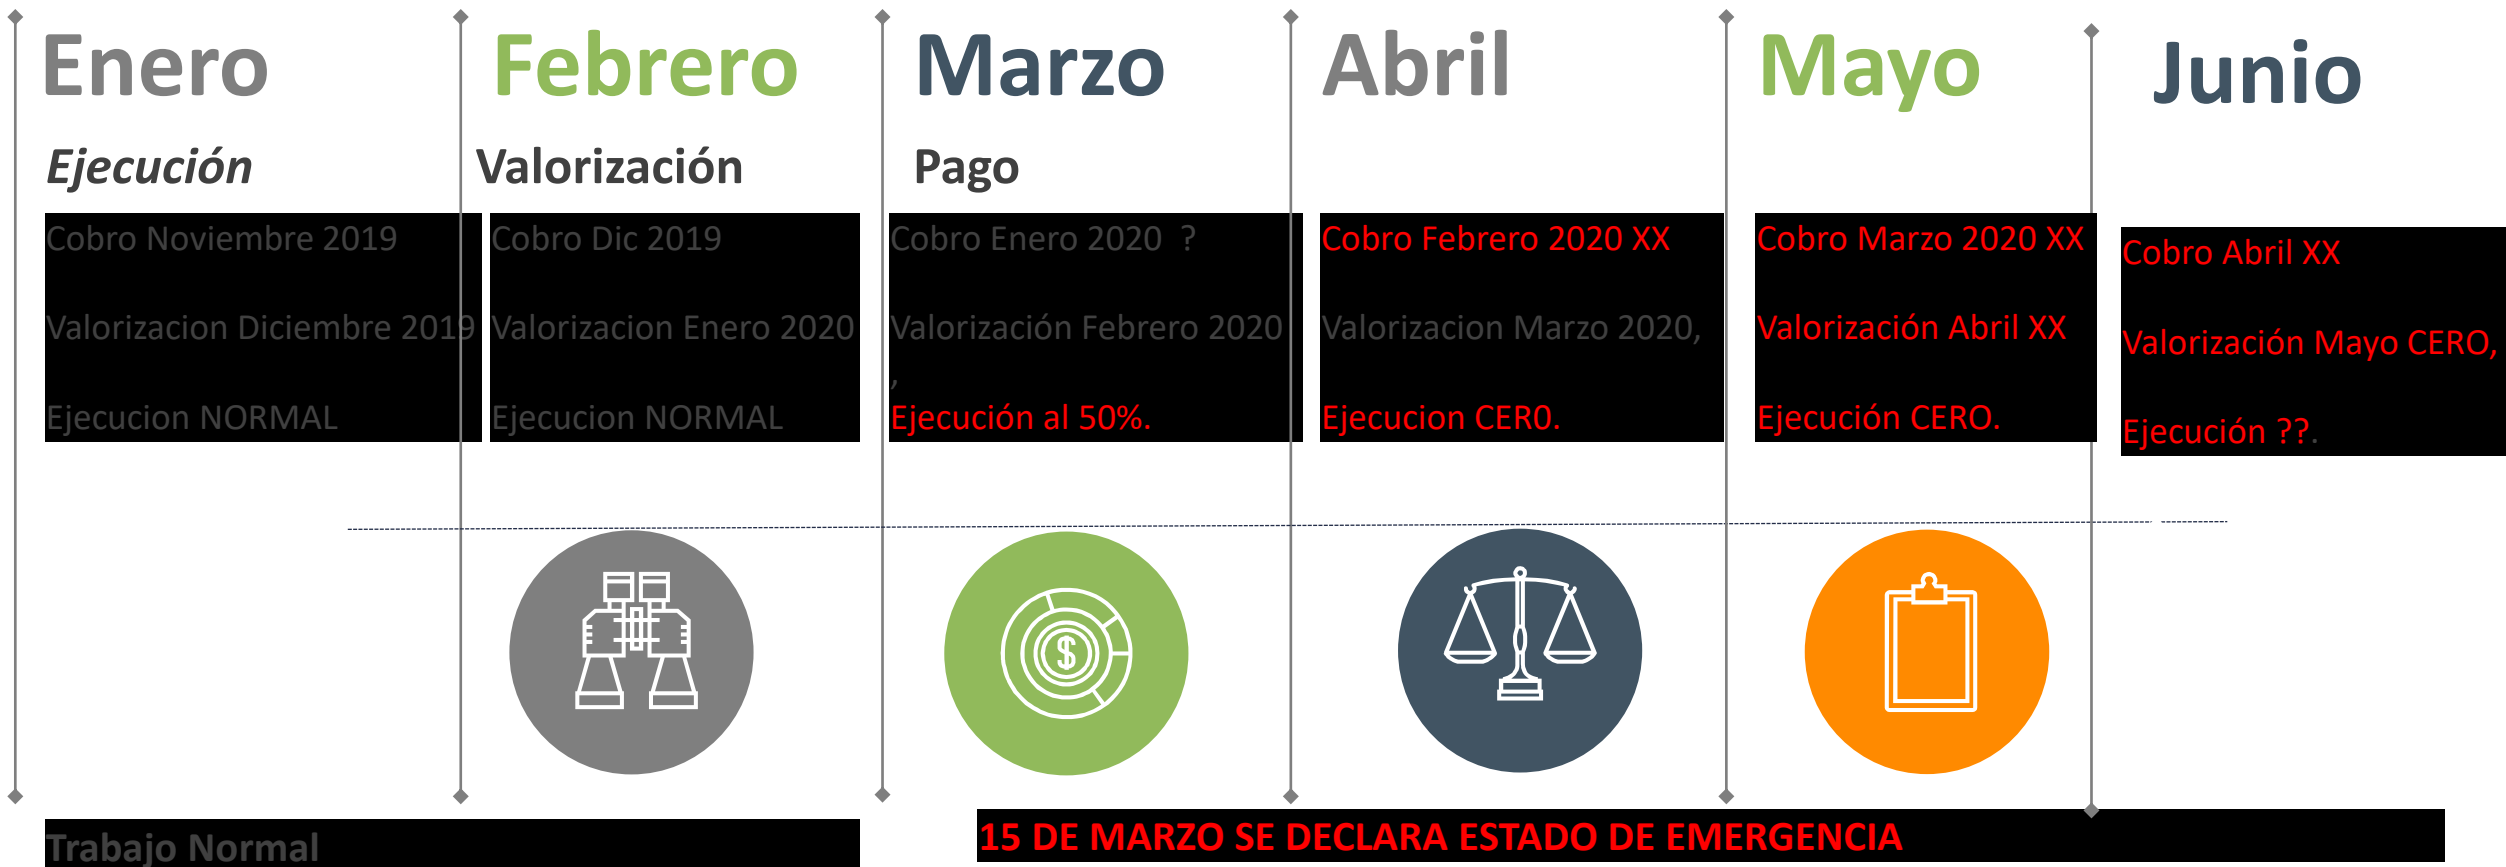 Enero
Ejecución
Cobro Noviembre 2019
Valorizacion Diciembre 2019
Ejecucion NORMAL
Febrero
Valorización
Cobro Dic 2019
Valorizacion Enero 2020
Ejecucion NORMAL
Marzo
Pago
Cobro Enero 2020 ?
Valorización Febrero 2020
,
Ejecución al 50%.
Abril
Cobro Febrero 2020 XX
Valorizacion Marzo 2020,
Ejecucion CER0.
Mayo
Cobro Marzo 2020 XX
Valorización Abril XX
Ejecución CERO.
Junio
Cobro Abril XX
Valorización Mayo CERO,
Ejecución ??.
$
Trabajo Normal
15 DE MARZO SE DECLARA ESTADO DE EMERGENCIA